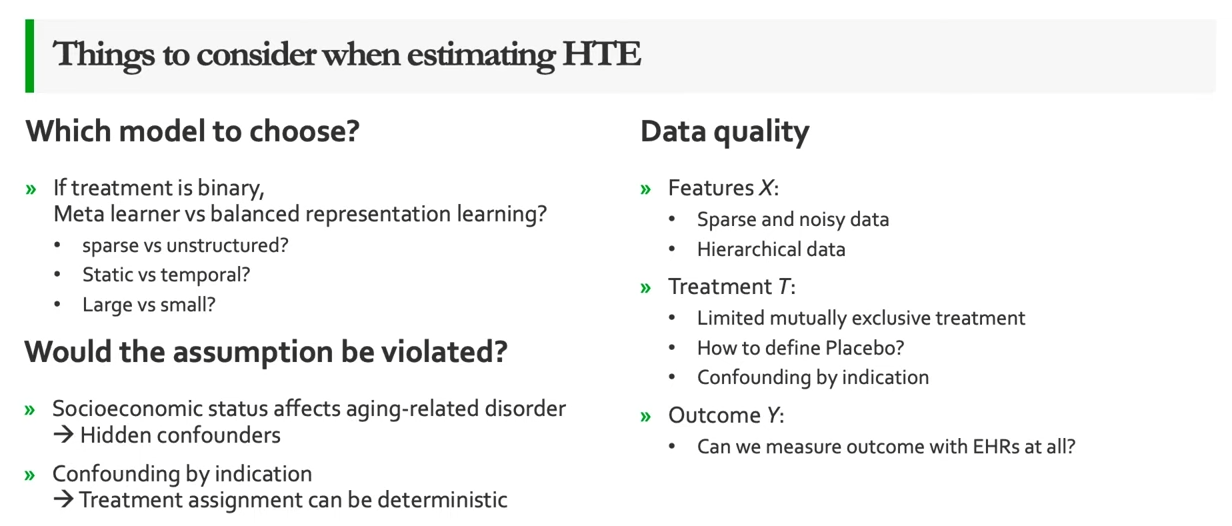 Things to consider when estimating HTE
Which model to choose?
» If treatment is binary,
Meta learner vs balanced representation learning?
• sparse vs unstructured?
• Static vs temporal?
• Large vs small?
Would the assumption be violated?
» Socioeconomic status affects aging-related disorder
→ Hidden confounders
» Confounding by indication
→ Treatment assignment can be deterministic
Data quality
» Features X:
• Sparse and noisy data
• Hierarchical data
» Treatment T:
• Limited mutually exclusive treatment
• How to define Placebo?
• Confounding by indication
» Outcome Y:
• Can we measure outcome with EHRs at all?